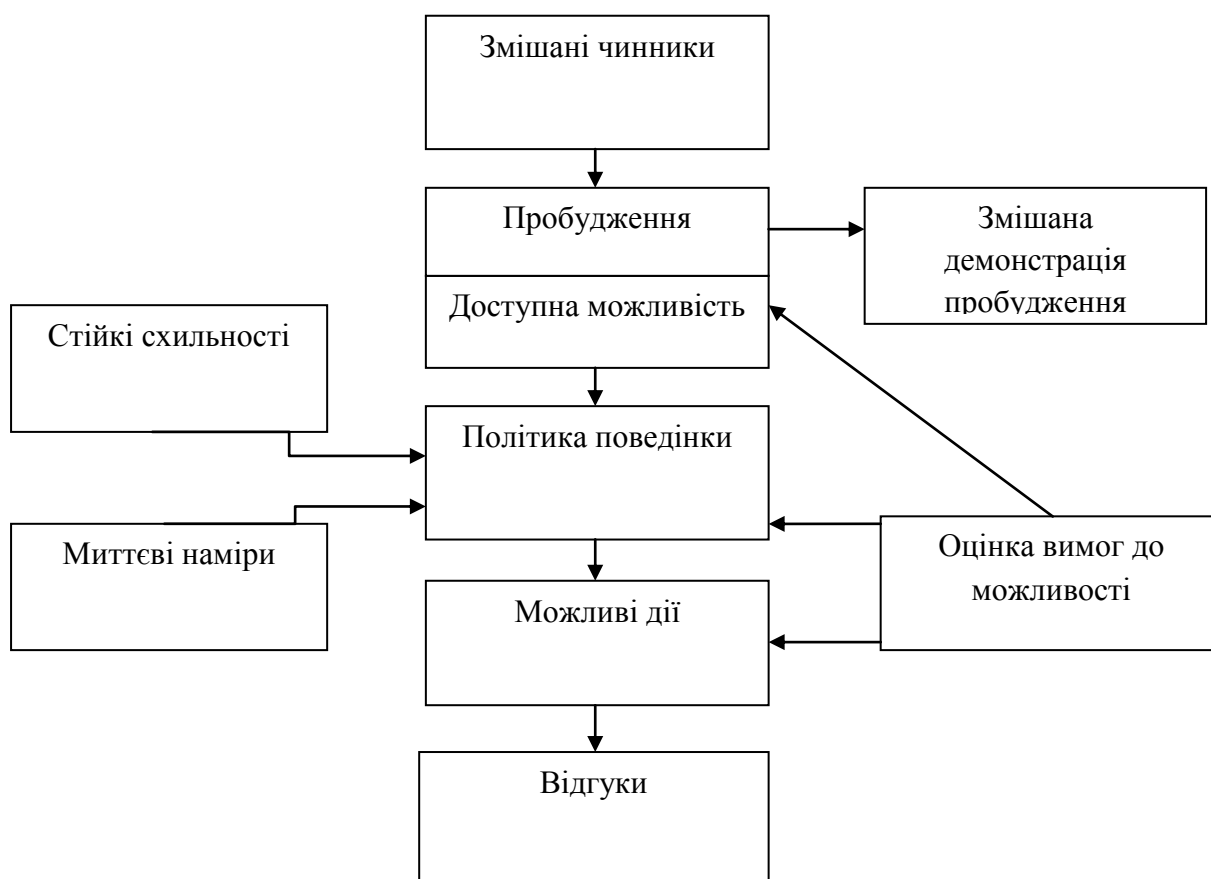 Змішані чинники
Пробудження
Змішана
демонстрація
пробудження
Доступна можливість
Стійкі схильності
Політика поведінки
Миттєві наміри
Оцінка вимог до
можливості
Можливі дії
Відгуки